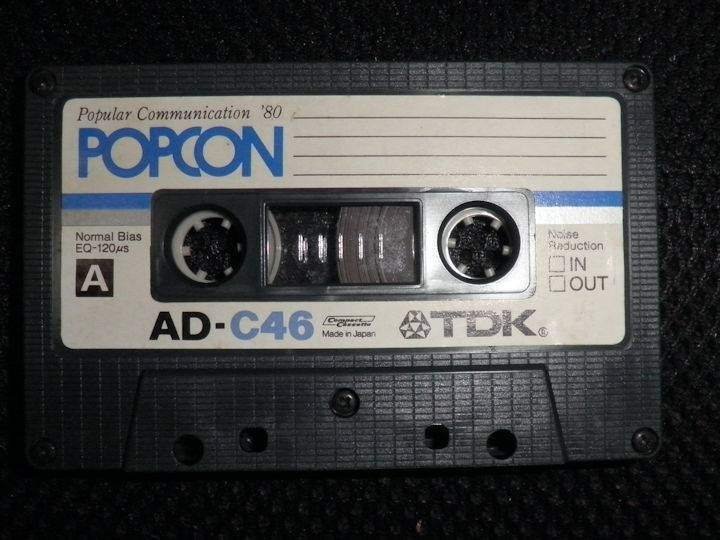 Popular Communication '80
POPCON
Normal Bias
EQ-120µs
A
Noise
Reduction
IN
OUT
AD-C46
Compact
Cassette
Made in Japan
TDK